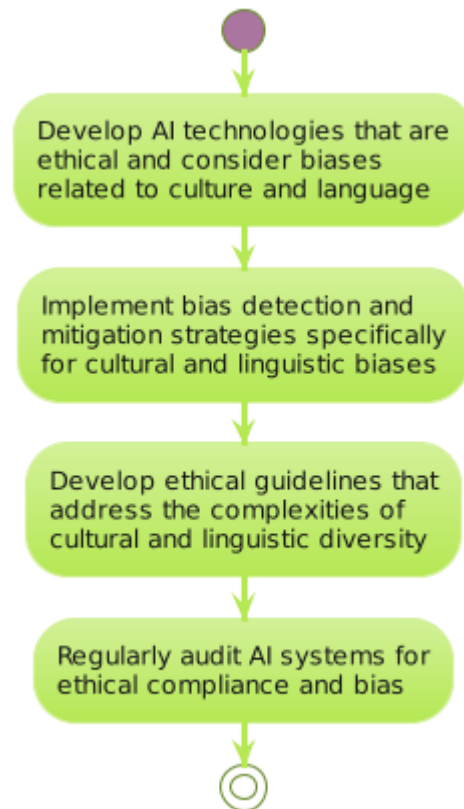 Develop AI technologies that are
ethical and consider biases
related to culture and language
Implement bias detection and
mitigation strategies specifically
for cultural and linguistic biases
Develop ethical guidelines that
address the complexities of
cultural and linguistic diversity
Regularly audit AI systems for
ethical compliance and bias